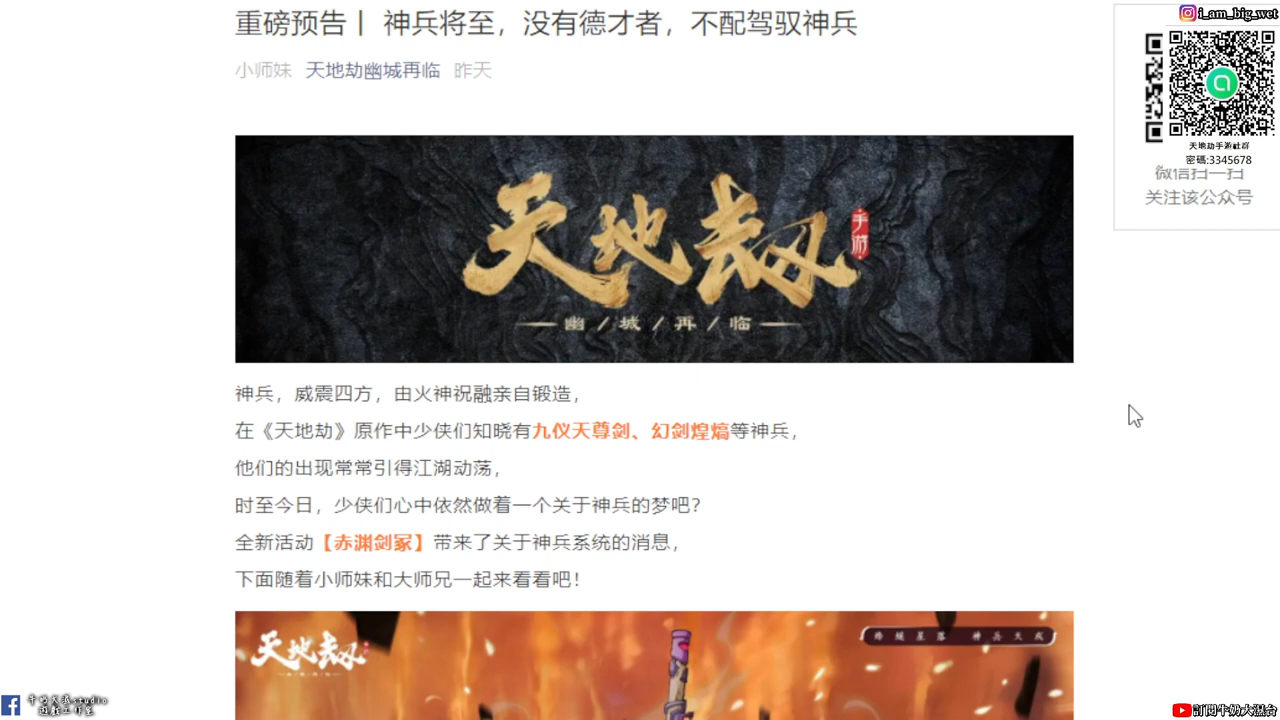 重磅预告丨 神兵将至，没有德才者，不配驾驭神兵
小师妹 天地劫幽城再临 昨天
i_am_big_wet
天地劫手游社群
密碼:3345678
微信扫一扫
关注该公众号
天地劫
手游
幽/城/再/临
神兵，威震四方，由火神祝融亲自锻造，
在《天地劫》原作中少侠们知晓有九仪天尊剑、幻剑煌熇等神兵，
他们的出现常常引得江湖动荡，
时至今日，少侠们心中依然做着一个关于神兵的梦吧？
全新活动【赤渊剑冢】带来了关于神兵系统的消息，
下面随着小师妹和大师兄一起来看看吧！
天地劫